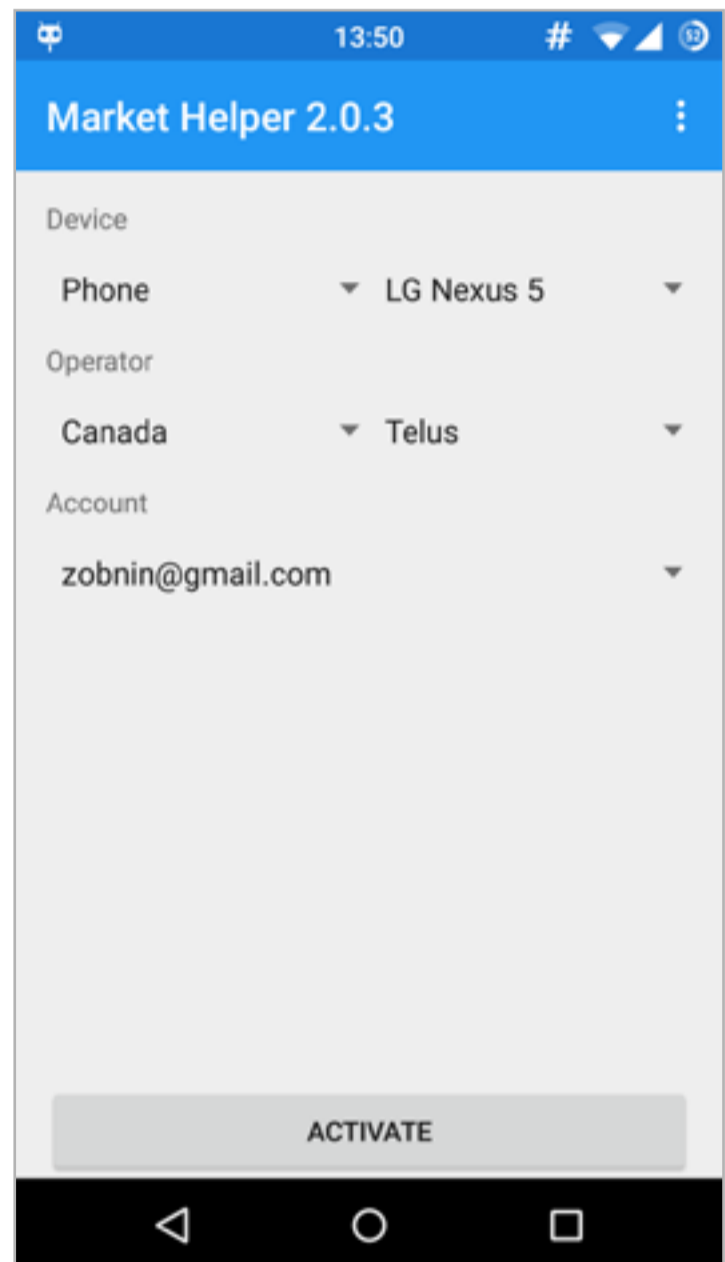 13:50 # 52
Market Helper 2.0.3
Device
Phone LG Nexus 5
Operator
Canada Telus
Account
zobnin@gmail.com
ACTIVATE